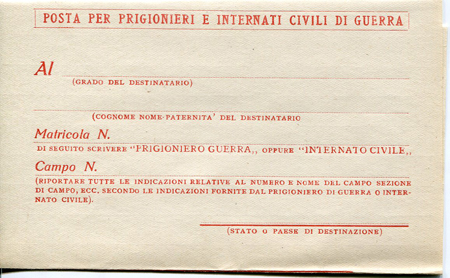 POSTA PER PRIGIONIERI E INTERNATI CIVILI DI GUERRA
Al
(GRADO DEL DESTINATARIO)
(COGNOME NOME-PATERNITA' DEL DESTINATARIO
Matricola N.
DI SEGUITO SCRIVERE "PRIGIONIERO GUERRA,, OPPURE "INTERNATO CIVILE,,
Campo N.
(RIPORTARE TUTTE LE INDICAZIONI RELATIVE AL NUMERO E NOME DEL CAMPO SEZIONE
DI CAMPO, ECC. SECONDO LE INDICAZIONI FORNITE DAL PRIGIONIERO DI GUERRA O INTER-
NATO CIVILE).
(STATO O PAESE DI DESTINAZIONE)